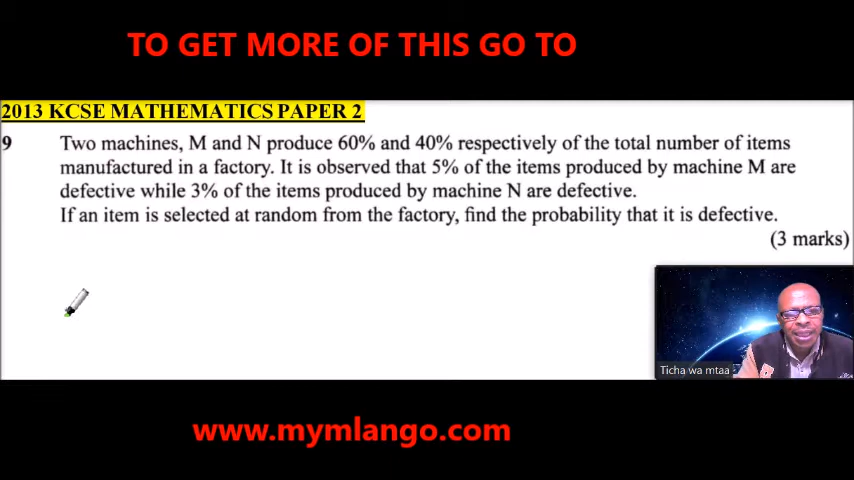 TO GET MORE OF THIS GO TO
2013 KCSE MATHEMATICS PAPER 2
9 Two machines, M and N produce 60% and 40% respectively of the total number of items
manufactured in a factory. It is observed that 5% of the items produced by machine M are
defective while 3% of the items produced by machine N are defective.
If an item is selected at random from the factory, find the probability that it is defective.
(3 marks)
Ticha wa mtaa
www.mymlango.com